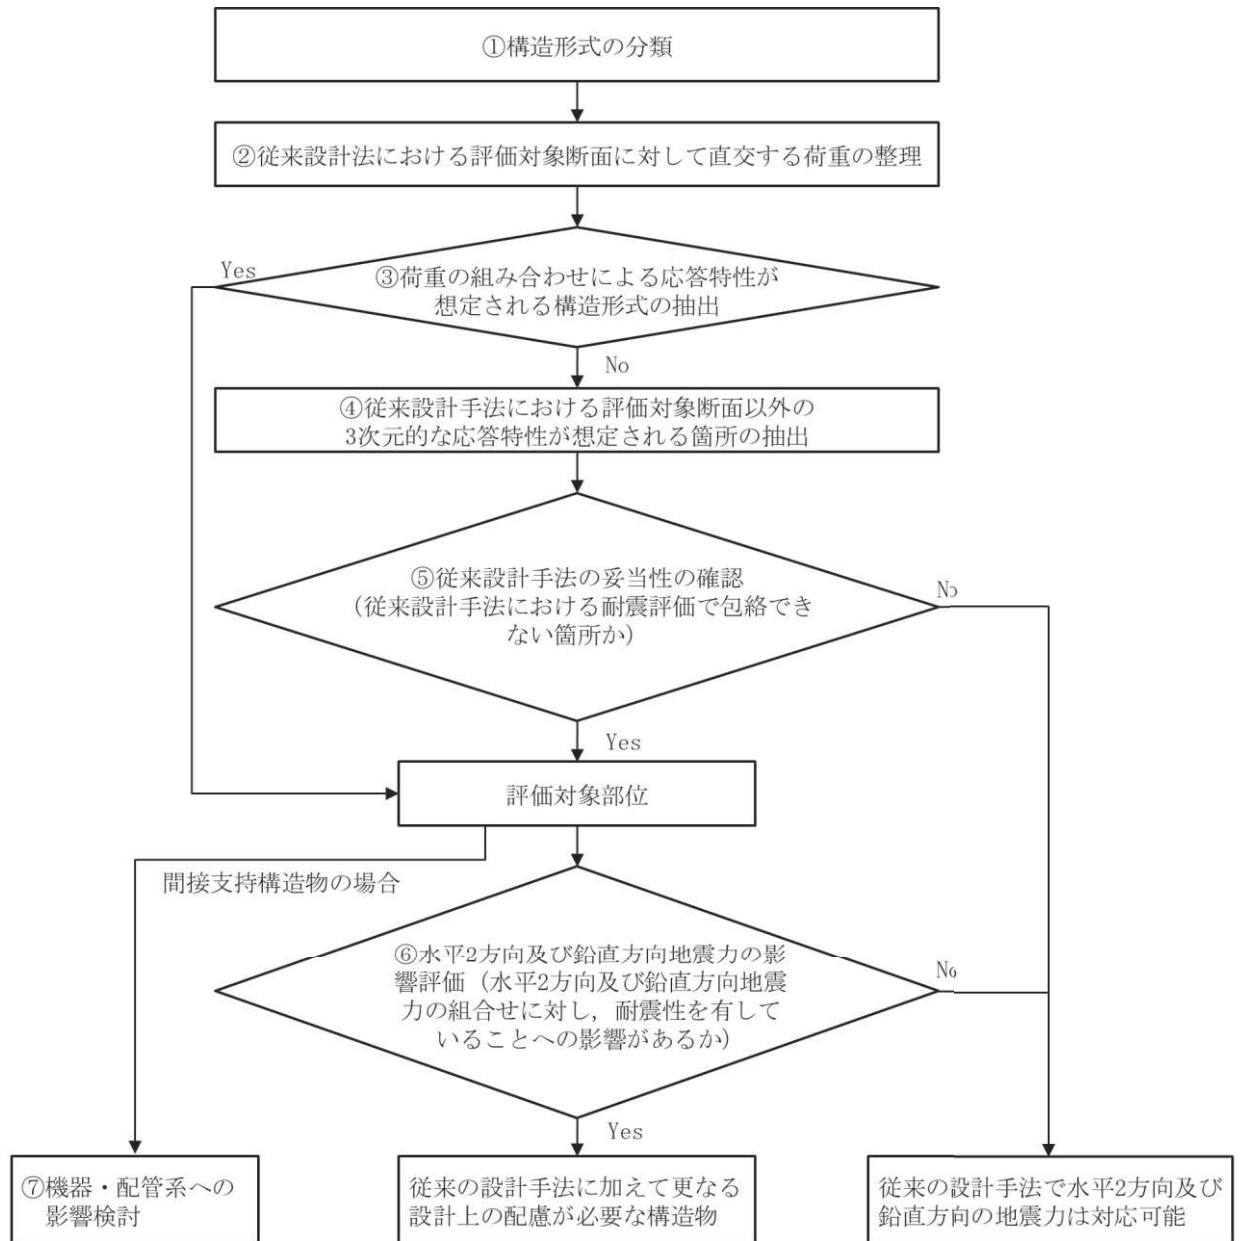 ①構造形式の分類
②従来設計法における評価対象断面に対して直交する荷重の整理
Yes
③荷重の組み合わせによる応答特性が
想定される構造形式の抽出
No
④従来設計手法における評価対象断面以外の
3次元的な応答特性が想定される箇所の抽出
⑤従来設計手法の妥当性の確認
（従来設計手法における耐震評価で包絡でき
ない箇所か）
No
Yes
評価対象部位
間接支持構造物の場合
⑥水平2方向及び鉛直方向地震力の影
響評価（水平2方向及び鉛直方向地震
力の組合せに対し，耐震性を有して
いることへの影響があるか）
No
Yes
⑦機器・配管系への
影響検討
従来の設計手法に加えて更なる
設計上の配慮が必要な構造物
従来の設計手法で水平2方向及び
鉛直方向の地震力は対応可能